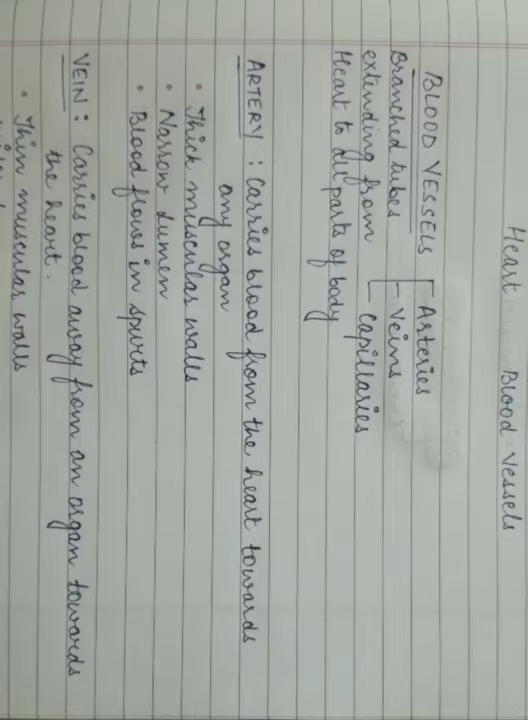 Heart Blood Vessels
BLOOD VESSELS Arteries
Branched tubes Veins
extending from Capillaries
Heart to all parts of body
ARTERY : Carries blood from the heart towards
any organ
• Thick muscular walls
• Narrow lumen
• Blood flows in spurts
VEIN : Carries blood away from an organ towards
the heart.
• Thin muscular walls